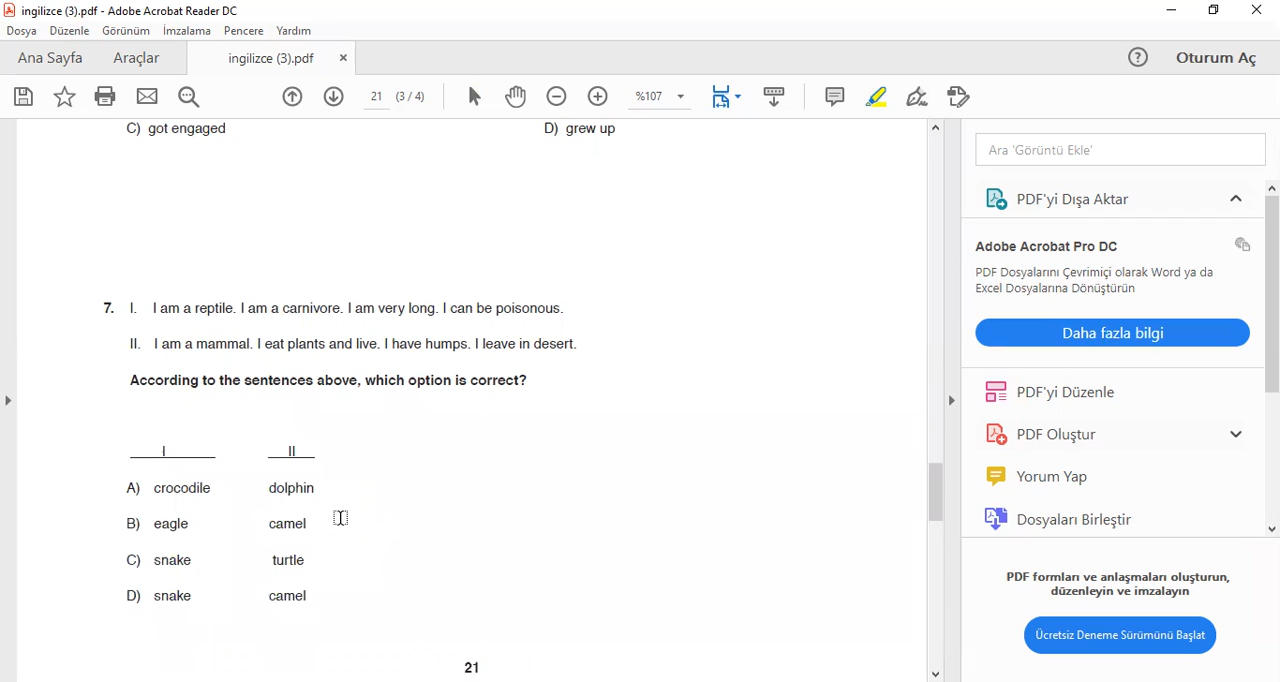 ingilizce (3).pdf - Adobe Acrobat Reader DC
Dosya Düzenle Görünüm İmzalama Pencere Yardım
Ana Sayfa Araçlar ingilizce (3).pdf × ? Oturum Aç
21 (3 / 4) %107
C) got engaged D) grew up
7. I. I am a reptile. I am a carnivore. I am very long. I can be poisonous.
II. I am a mammal. I eat plants and live. I have humps. I leave in desert.
According to the sentences above, which option is correct?
I II
A) crocodile dolphin
B) eagle camel
C) snake turtle
D) snake camel
21
Ara 'Görüntü Ekle'
PDF'yi Dışa Aktar
Adobe Acrobat Pro DC
PDF Dosyalarını Çevrimiçi olarak Word ya da
Excel Dosyalarına Dönüştürün
Daha fazla bilgi
PDF'yi Düzenle
PDF Oluştur
Yorum Yap
Dosyaları Birleştir
PDF formları ve anlaşmaları oluşturun,
düzenleyin ve imzalayın
Ücretsiz Deneme Sürümünü Başlat